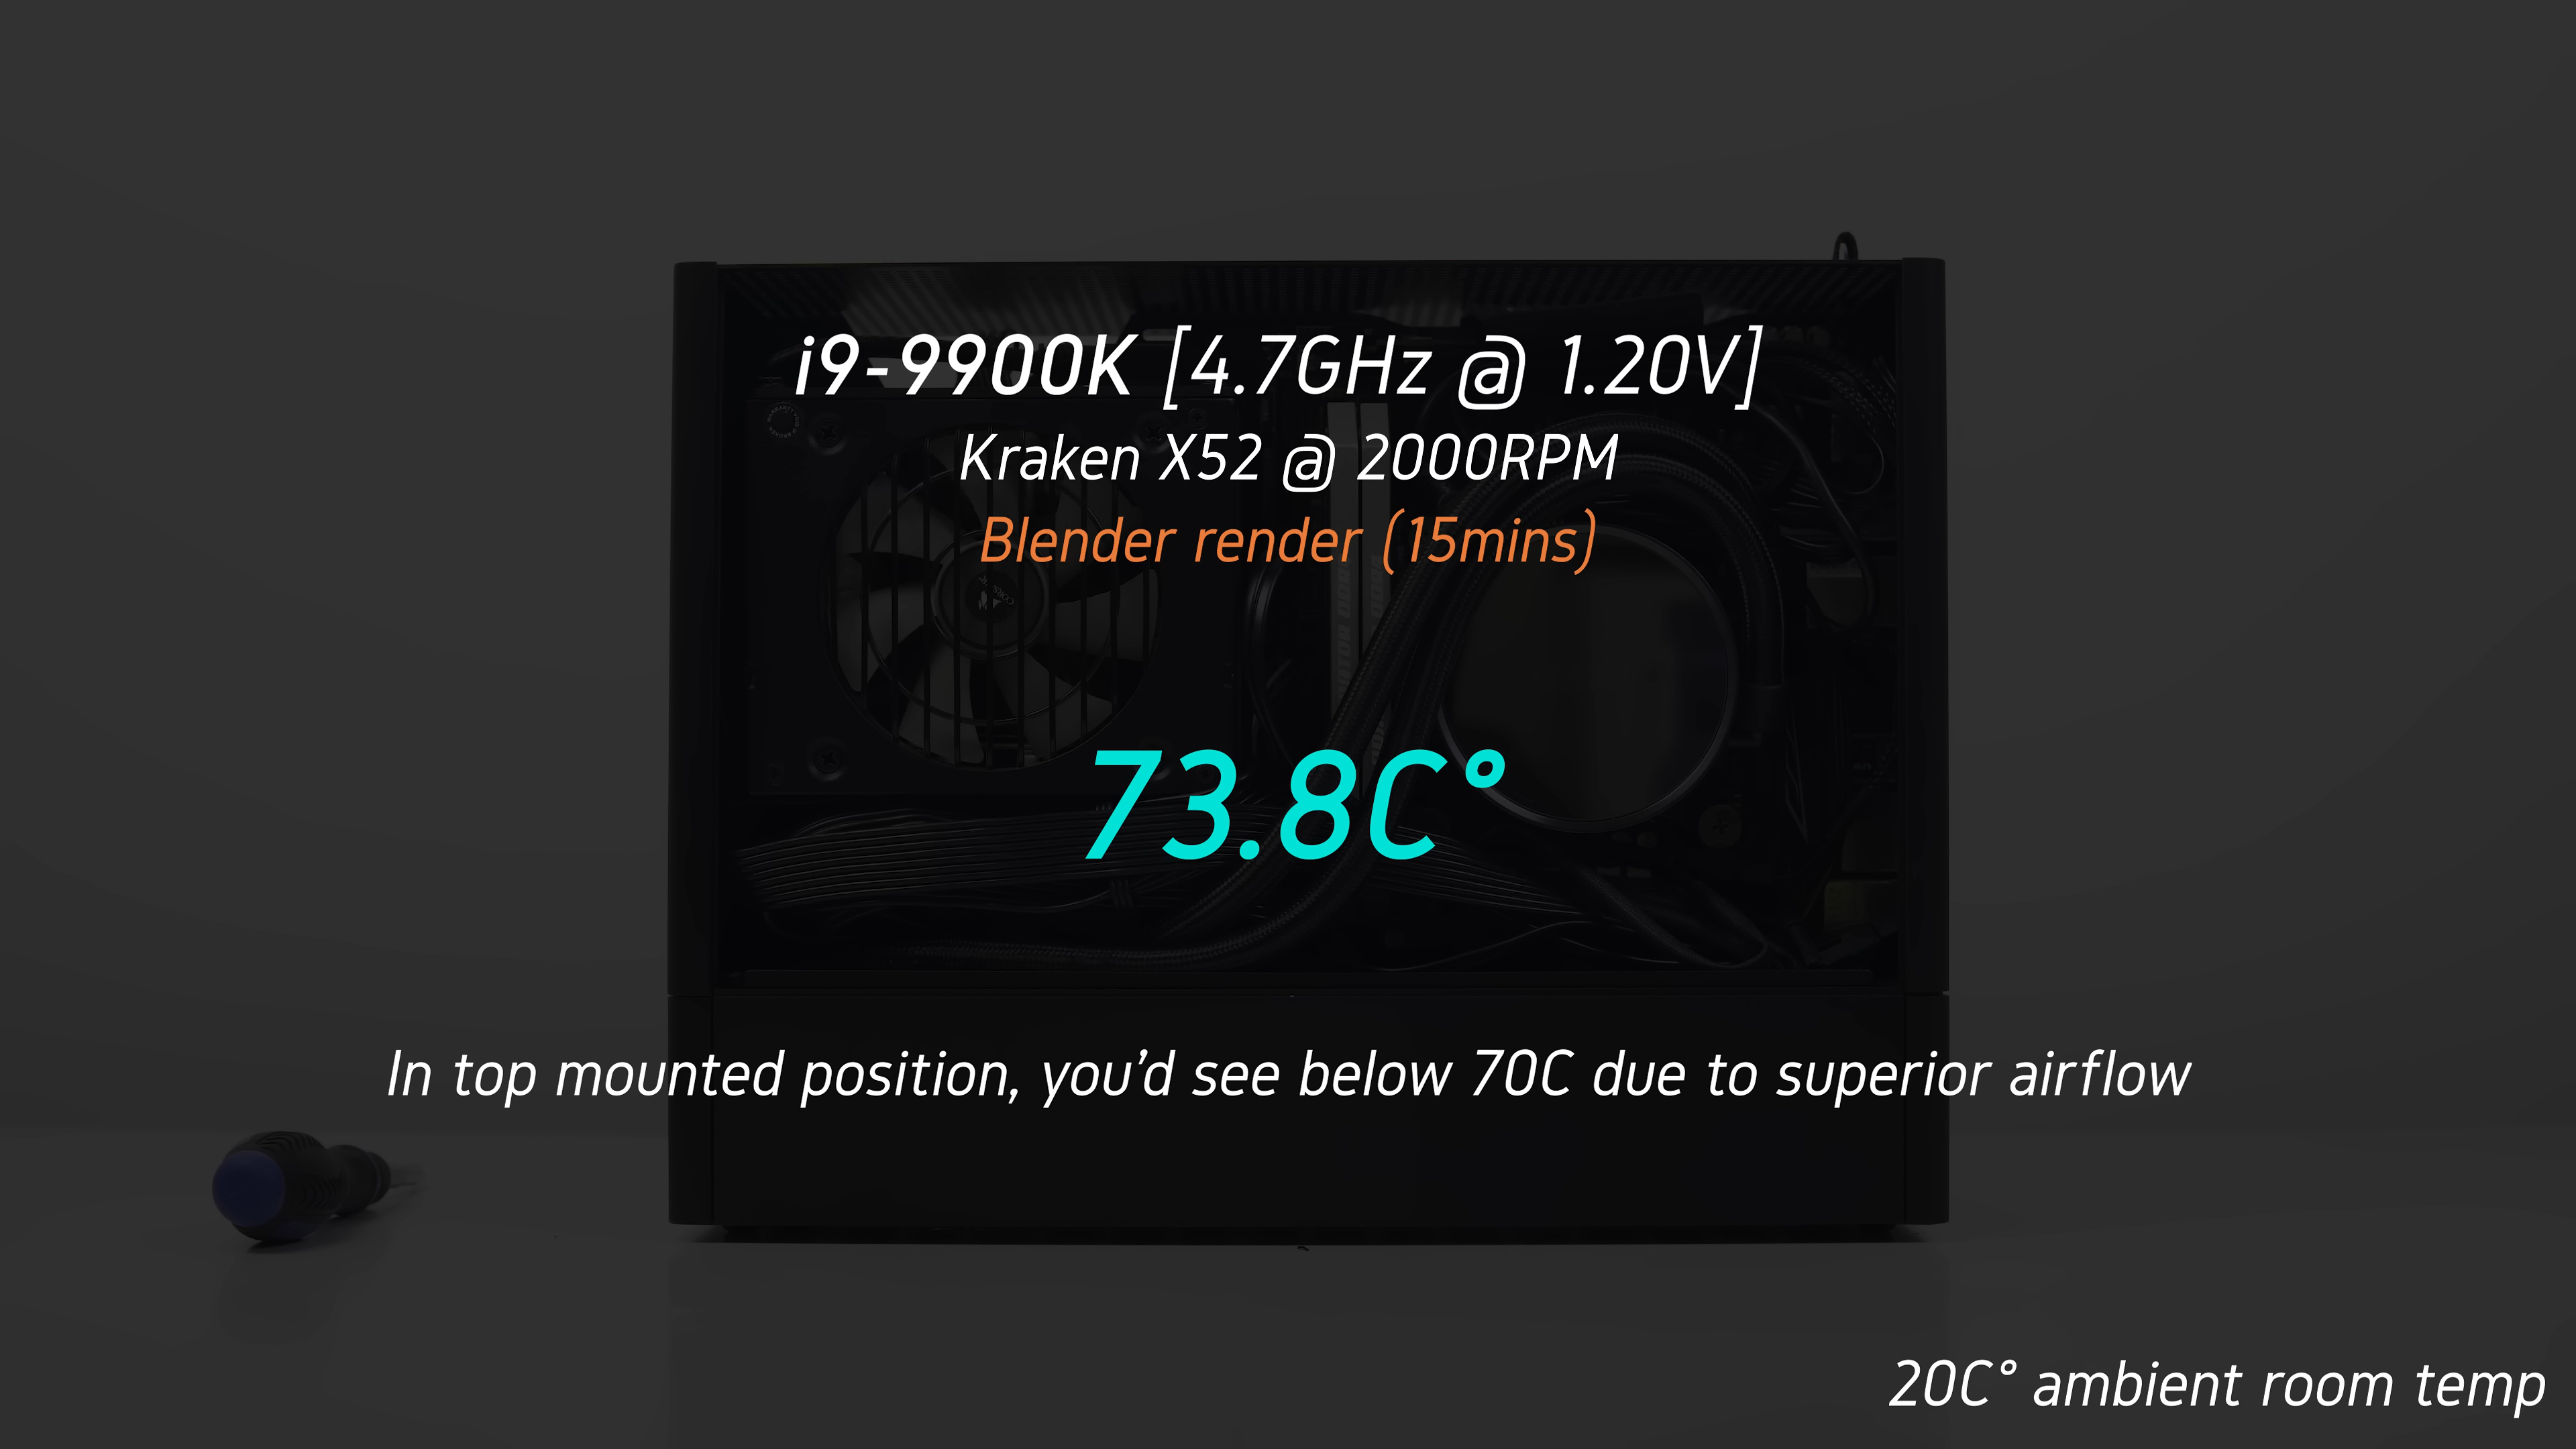 i9-9900K [4.7GHz @ 1.20V]
Kraken X52 @ 2000RPM
Blender render (15mins)
73.8C°
In top mounted position, you’d see below 70C due to superior airflow
20C° ambient room temp